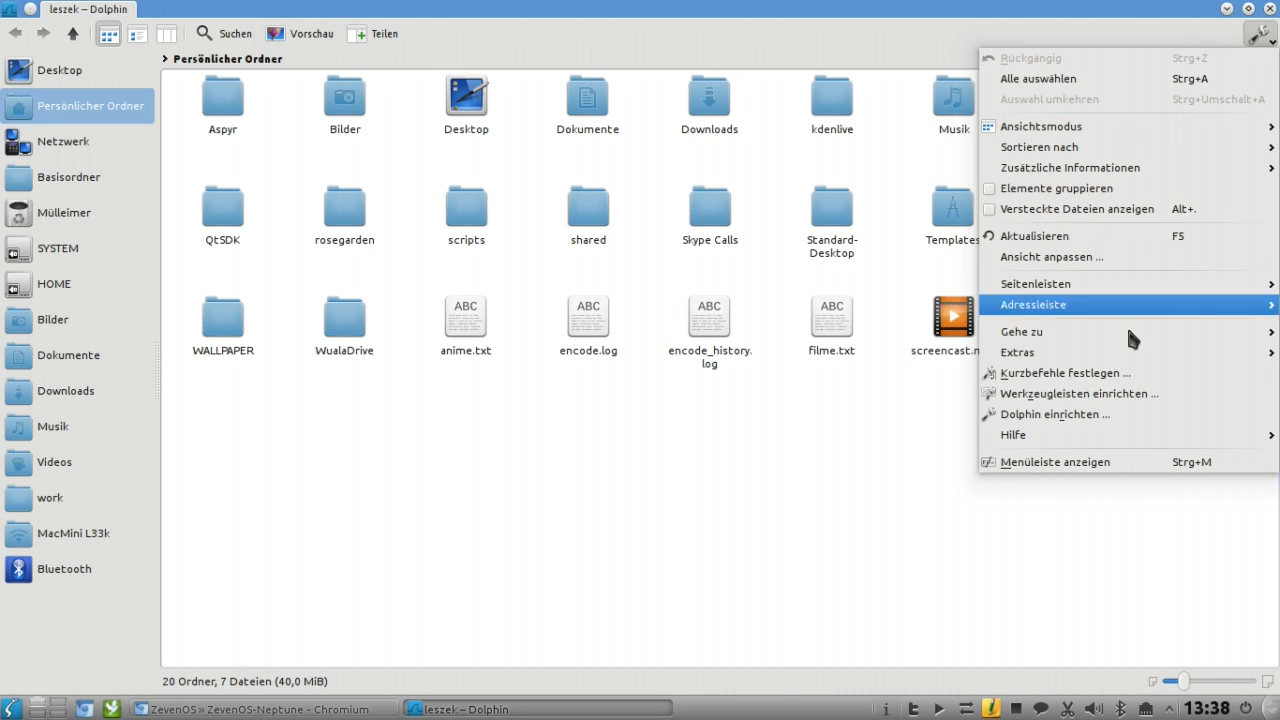 leszek – Dolphin
Suchen
Vorschau
Teilen
Persönlicher Ordner
Desktop
Persönlicher Ordner
Netzwerk
Basisordner
Mülleimer
SYSTEM
HOME
Bilder
Dokumente
Downloads
Musik
Videos
work
MacMini L33k
Bluetooth
Aspyr
Bilder
Desktop
Dokumente
Downloads
kdenlive
Musik
QtSDK
rosegarden
scripts
shared
Skype Calls
Standard-
Desktop
Templates
WALLPAPER
WualaDrive
ABC
anime.txt
ABC
encode.log
ABC
encode_history.
log
ABC
filme.txt
screencast.
Rückgängig Strg+Z
Alle auswählen Strg+A
Auswahl umkehren Strg+Umschalt+A
Ansichtsmodus
Sortieren nach
Zusätzliche Informationen
Elemente gruppieren
Versteckte Dateien anzeigen Alt+.
Aktualisieren F5
Ansicht anpassen ...
Seitenleisten
Adressleiste
Gehe zu
Extras
Kurzbefehle festlegen ...
Werkzeugleisten einrichten ...
Dolphin einrichten ...
Hilfe
Menüleiste anzeigen Strg+M
20 Ordner, 7 Dateien (40,0 MiB)
ZevenOS » ZevenOS-Neptune - Chromium
leszek – Dolphin
13:38